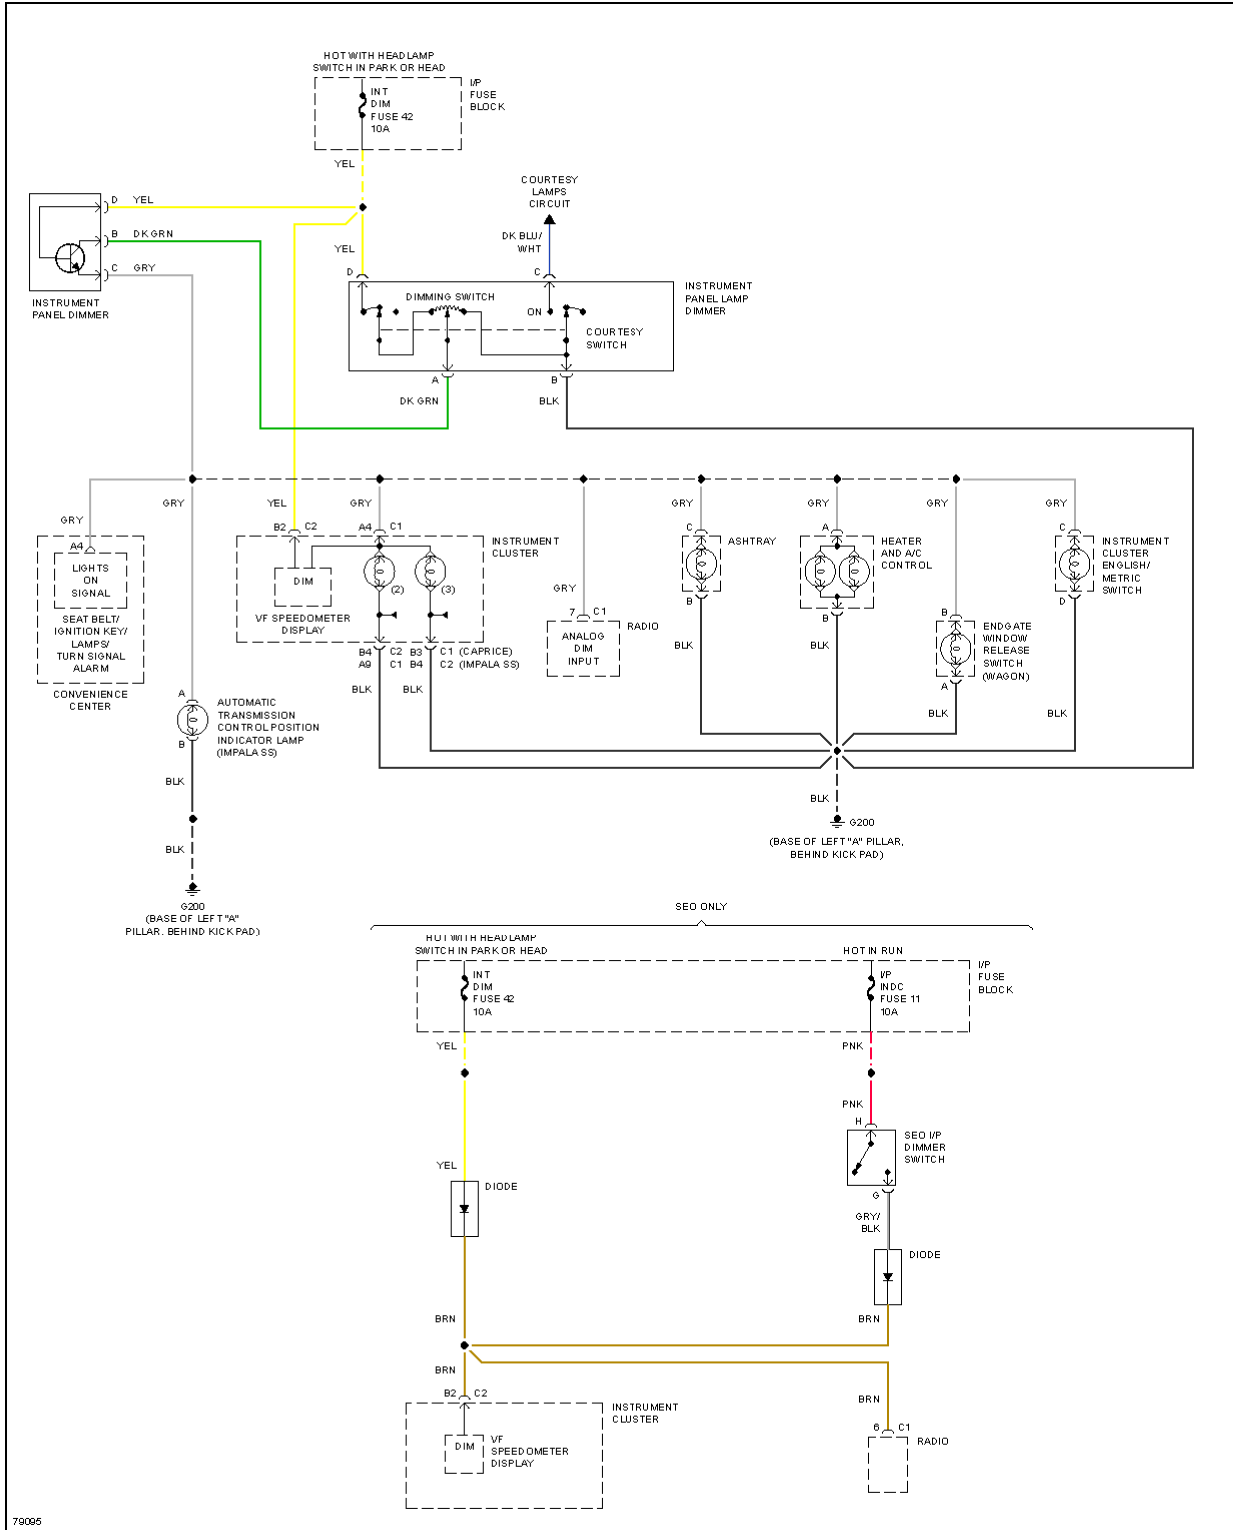 HOT WITH HEADLAMP
SWITCH IN PARK OR HEAD
INT
DIM
FUSE 42
10A
I/P
FUSE
BLOCK
YEL
D
YEL
B
DK GRN
C
GRY
INSTRUMENT
PANEL DIMMER
COURTESY
LAMPS
CIRCUIT
DK BLU/
WHT
YEL
D
C
DIMMING SWITCH
ON
COURTESY
SWITCH
INSTRUMENT
PANEL LAMP
DIMMER
A
B
DK GRN
BLK
GRY
GRY
YEL
GRY
GRY
GRY
GRY
GRY
GRY
A4
LIGHTS
ON
SIGNAL
SEAT BELT/
IGNITION KEY/
LAMPS/
TURN SIGNAL
ALARM
CONVENIENCE
CENTER
B2
C2
A4
C1
INSTRUMENT
CLUSTER
DIM
(2)
(3)
VF SPEEDOMETER
DISPLAY
B4
C2
B3
C1
(CAPRICE)
A9
C1
B4
C2
(IMPALA SS)
BLK
BLK
7
C1
RADIO
ANALOG
DIM
INPUT
C
ASHTRAY
B
BLK
A
HEATER
AND A/C
CONTROL
B
BLK
B
ENDGATE
WINDOW
RELEASE
SWITCH
(WAGON)
A
BLK
C
INSTRUMENT
CLUSTER
ENGLISH/
METRIC
SWITCH
D
BLK
A
AUTOMATIC
TRANSMISSION
CONTROL POSITION
INDICATOR LAMP
(IMPALA SS)
B
BLK
BLK
G200
(BASE OF LEFT "A"
PILLAR, BEHIND KICK PAD)
BLK
G200
(BASE OF LEFT "A" PILLAR,
BEHIND KICK PAD)
SEO ONLY
HOT WITH HEADLAMP
SWITCH IN PARK OR HEAD
HOT IN RUN
INT
DIM
FUSE 42
10A
I/P
INDC
FUSE 11
10A
I/P
FUSE
BLOCK
YEL
PNK
PNK
H
SEO I/P
DIMMER
SWITCH
G
YEL
DIODE
GRY/
BLK
DIODE
BRN
BRN
BRN
B2
C2
INSTRUMENT
CLUSTER
DIM
VF
SPEEDOMETER
DISPLAY
BRN
6
C1
RADIO
79095